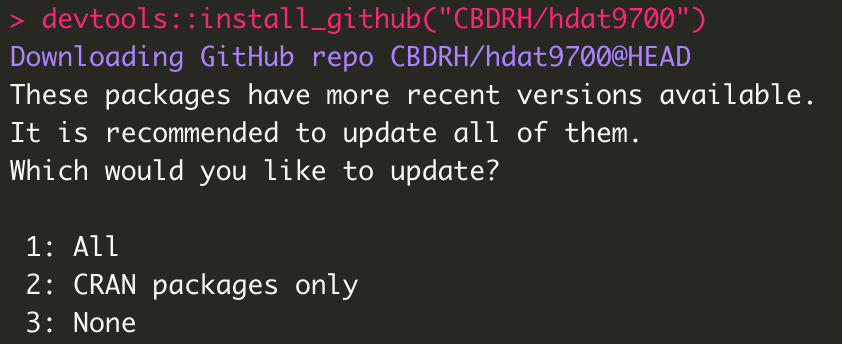 > devtools::install_github("CBDRH/hdat9700")
Downloading GitHub repo CBDRH/hdat9700@HEAD
These packages have more recent versions available.
It is recommended to update all of them.
Which would you like to update?

 1: All
 2: CRAN packages only
 3: None